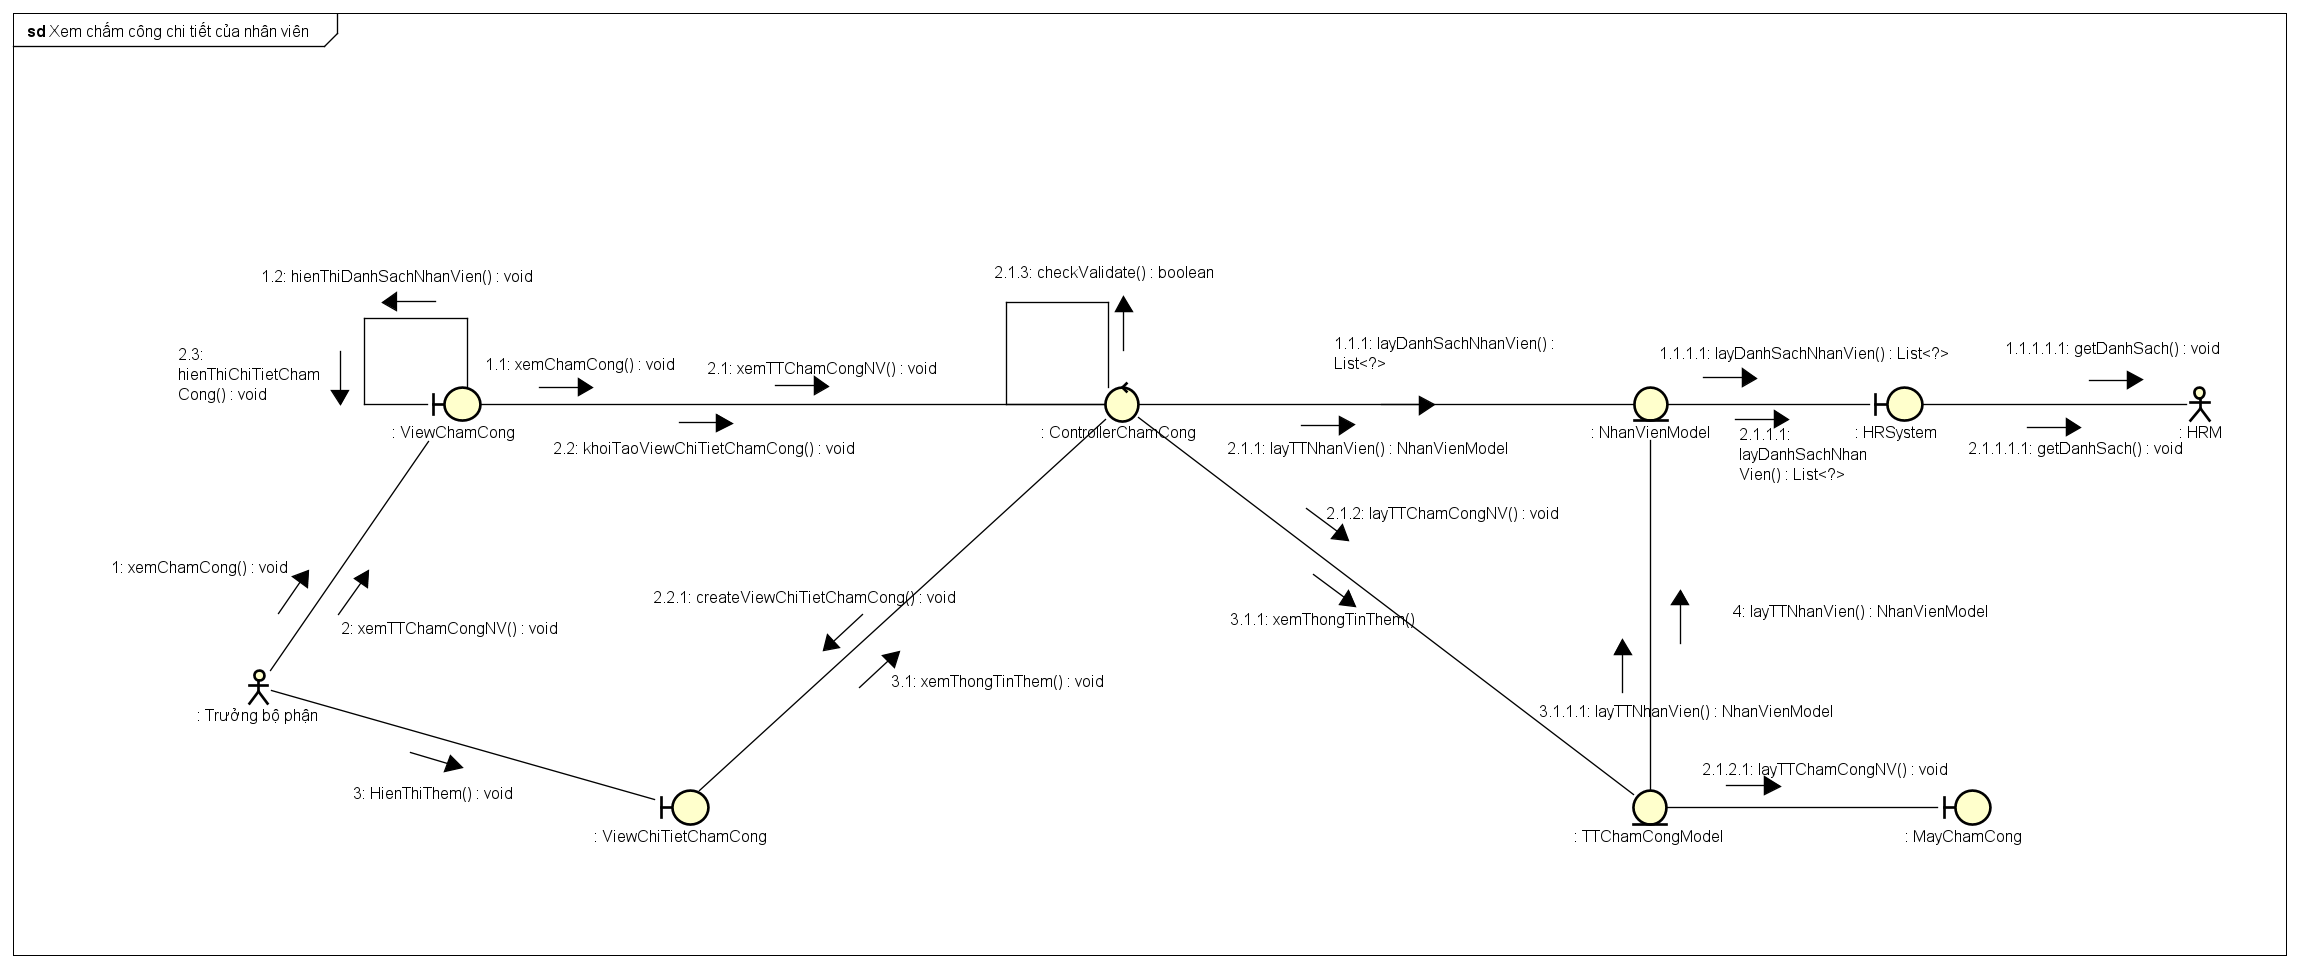 sd Xem chấm công chi tiết của nhân viên
1.2: hienThiDanhSachNhanVien() : void
2.1.3: checkValidate() : boolean
2.3:
hienThiChiTietCham
Cong() : void
1.1: xemChamCong() : void
2.1: xemTTChamCongNV() : void
1.1.1: layDanhSachNhanVien() :
List<?>
1.1.1.1: layDanhSachNhanVien() : List<?>
1.1.1.1.1: getDanhSach() : void
: ViewChamCong
: ControllerChamCong
: NhanVienModel
: HRSystem
: HRM
2.2: khoiTaoViewChiTietChamCong() : void
2.1.1: layTTNhanVien() : NhanVienModel
2.1.1.1:
layDanhSachNhan
Vien() : List<?>
2.1.1.1.1: getDanhSach() : void
2.1.2: layTTChamCongNV() : void
1: xemChamCong() : void
2.2.1: createViewChiTietChamCong() : void
3.1.1: xemThongTinThem()
4: layTTNhanVien() : NhanVienModel
2: xemTTChamCongNV() : void
3.1: xemThongTinThem() : void
: Trưởng bộ phận
3.1.1.1: layTTNhanVien() : NhanVienModel
2.1.2.1: layTTChamCongNV() : void
3: HienThiThem() : void
: ViewChiTietChamCong
: TTChamCongModel
: MayChamCong